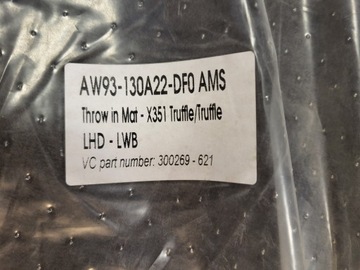 AW93-130A22-DF0 AMS
Throw in Mat - X351 Truffle/Truffle
LHD - LWB
VC part number: 300269 - 621